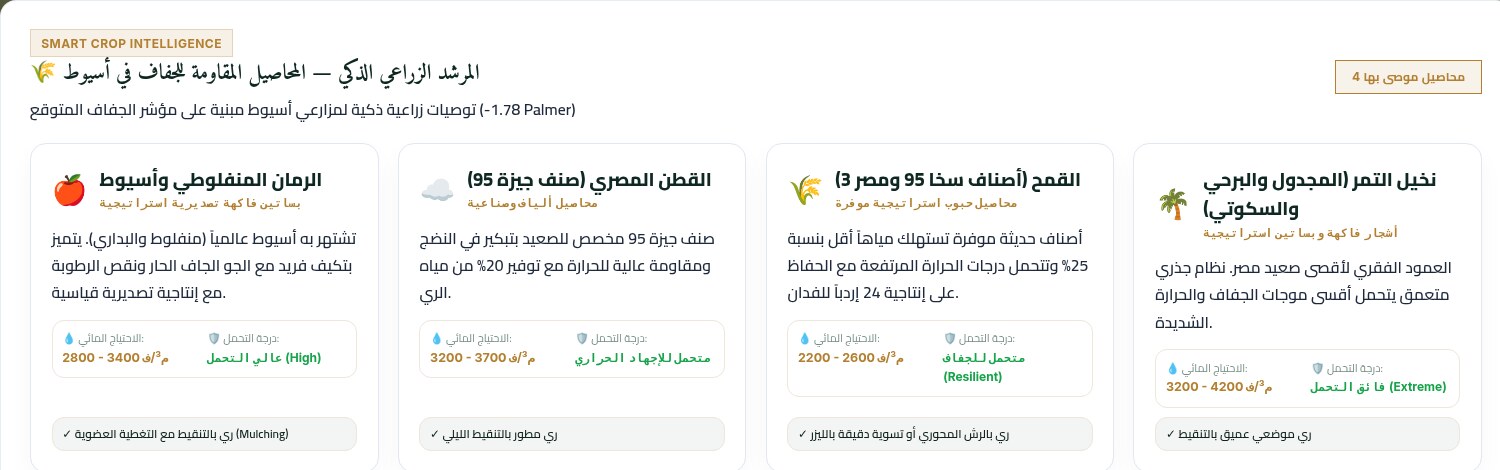 SMART CROP INTELLIGENCE
🌾 المرشد الزراعي الذكي — المحاصيل المقاومة للجفاف في أسيوط
توصيات زراعية ذكية لمزارعي أسيوط مبنية على مؤشر الجفاف المتوقع (-1.78 Palmer)
4 محاصيل موصى بها
نخيل التمر (المجدول والبرحي
والسكوتي)
🌴
أشجار فاكهة وبساتين استراتيجية
العمود الفقري لأقصى صعيد مصر. نظام جذري
متعمق يتحمل أقسى موجات الجفاف والحرارة
الشديدة.
💧 الاحتياج المائي:
3200 - 4200 م³/ف
🛡️ درجة التحمل:
فائق التحمل (Extreme)
✓ ري موضعي عميق بالتنقيط
القمح (أصناف سخا 95 ومصر 3)
🌾
محاصيل حبوب استراتيجية موفرة
أصناف حديثة موفرة تستهلك مياهاً أقل بنسبة
25% وتتحمل درجات الحرارة المرتفعة مع الحفاظ
على إنتاجية 24 إردباً للفدان.
💧 الاحتياج المائي:
2200 - 2600 م³/ف
🛡️ درجة التحمل:
متحمل للجفاف
(Resilient)
✓ ري بالرش المحوري أو تسوية دقيقة بالليزر
القطن المصري (صنف جيزة 95)
☁️
محاصيل ألياف وصناعية
صنف جيزة 95 مخصص للصعيد بتبكير في النضج
ومقاومة عالية للحرارة مع توفير 20% من مياه
الري.
💧 الاحتياج المائي:
3200 - 3700 م³/ف
🛡️ درجة التحمل:
متحمل للإجهاد الحراري
✓ ري مطور بالتنقيط الليلي
الرمان المنفلوطي وأسيوط
🍎
بساتين فاكهة تصديرية استراتيجية
تشتهر به أسيوط عالمياً (منفلوط والبداري). يتميز
بتكيف فريد مع الجو الجاف الحار ونقص الرطوبة
مع إنتاجية تصديرية قياسية.
💧 الاحتياج المائي:
2800 - 3400 م³/ف
🛡️ درجة التحمل:
عالي التحمل (High)
✓ ري بالتنقيط مع التغطية العضوية (Mulching)